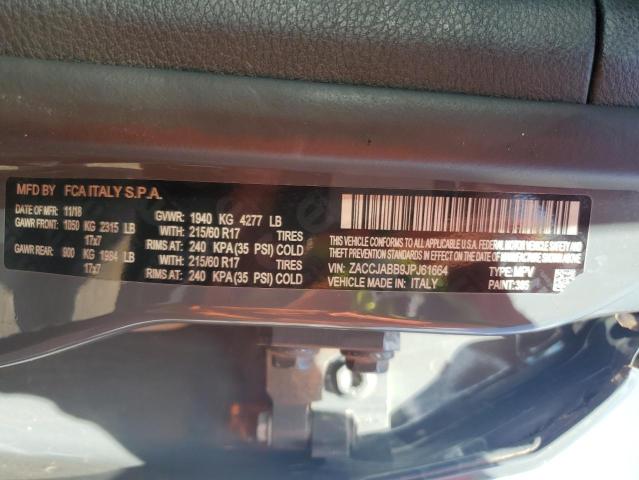 MFD BY FCA ITALY S.P.A.
DATE OF MFR: 11/18 GVWR: 1940 KG 4277 LB
GAWR FRONT: 1050 KG 2315 LB WITH: 215/60 R17 TIRES
17x7 RIMS AT: 240 KPA(35 PSI) COLD
GAWR REAR: 900 KG 1984 LB WITH: 215/60 R17 TIRES
17x7 RIMS AT: 240 KPA(35 PSI) COLD
THIS VEHICLE CONFORMS TO ALL APPLICABLE U.S. FEDERAL MOTOR VEHICLE SAFETY, BUMPER AND
THEFT PREVENTION STANDARDS IN EFFECT ON THE DATE OF MANUFACTURE SHOWN ABOVE.
VIN: ZACCJABB9JPJ61664 TYPE: MPV
VEHICLE MADE IN: ITALY PAINT: 385